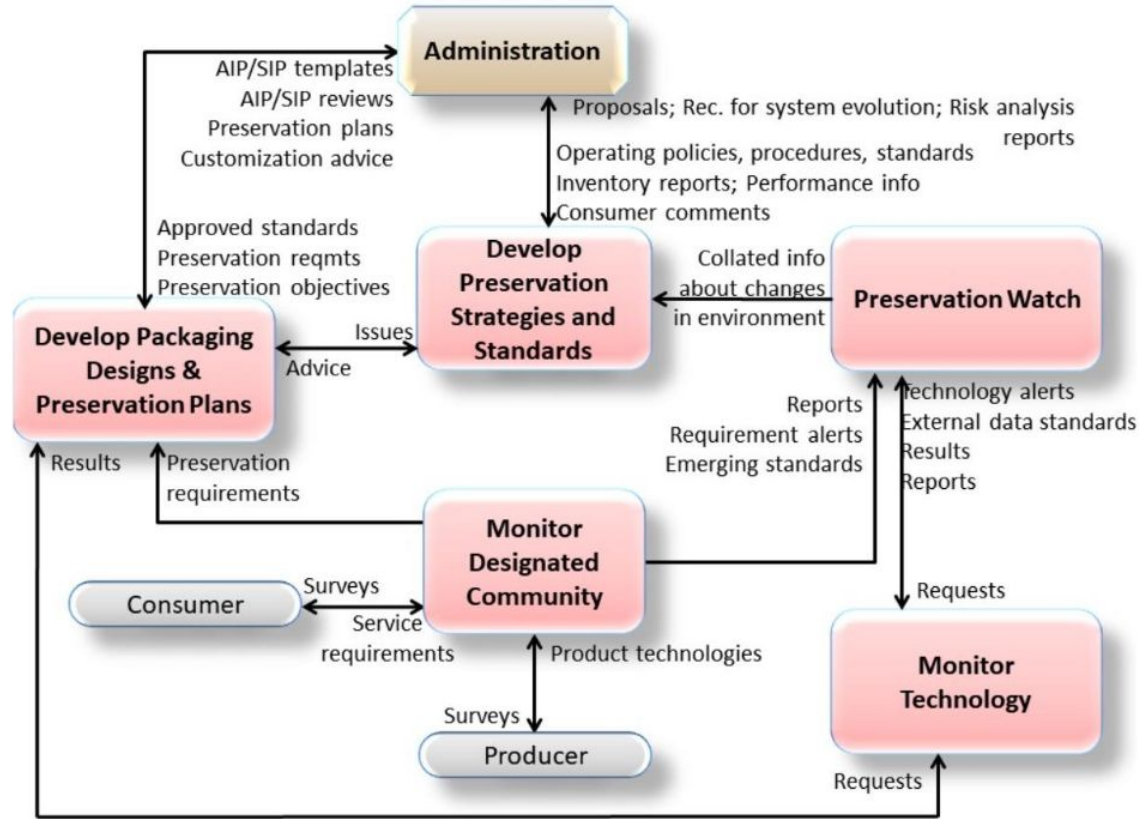 Administration
AIP/SIP templates
AIP/SIP reviews
Preservation plans
Customization advice
Proposals; Rec. for system evolution; Risk analysis
reports
Operating policies, procedures, standards
Inventory reports; Performance info
Consumer comments
Approved standards
Preservation reqmts
Preservation objectives
Develop
Preservation
Strategies and
Standards
Collated info
about changes
in environment
Preservation Watch
Develop Packaging
Designs &
Preservation Plans
Issues
Advice
Reports
Requirement alerts
Emerging standards
Technology alerts
External data standards
Results
Reports
Results
Preservation
requirements
Monitor
Designated
Community
Consumer
Surveys
Service
requirements
Product technologies
Surveys
Producer
Requests
Monitor
Technology
Requests